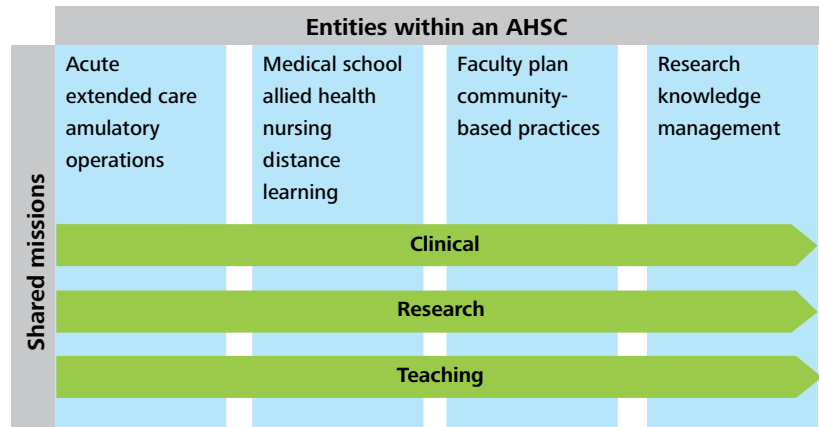 Entities within an AHSC
Shared missions
Acute
extended care
amulatory
operations
Medical school
allied health
nursing
distance
learning
Faculty plan
community-
based practices
Research
knowledge
management
Clinical
Research
Teaching